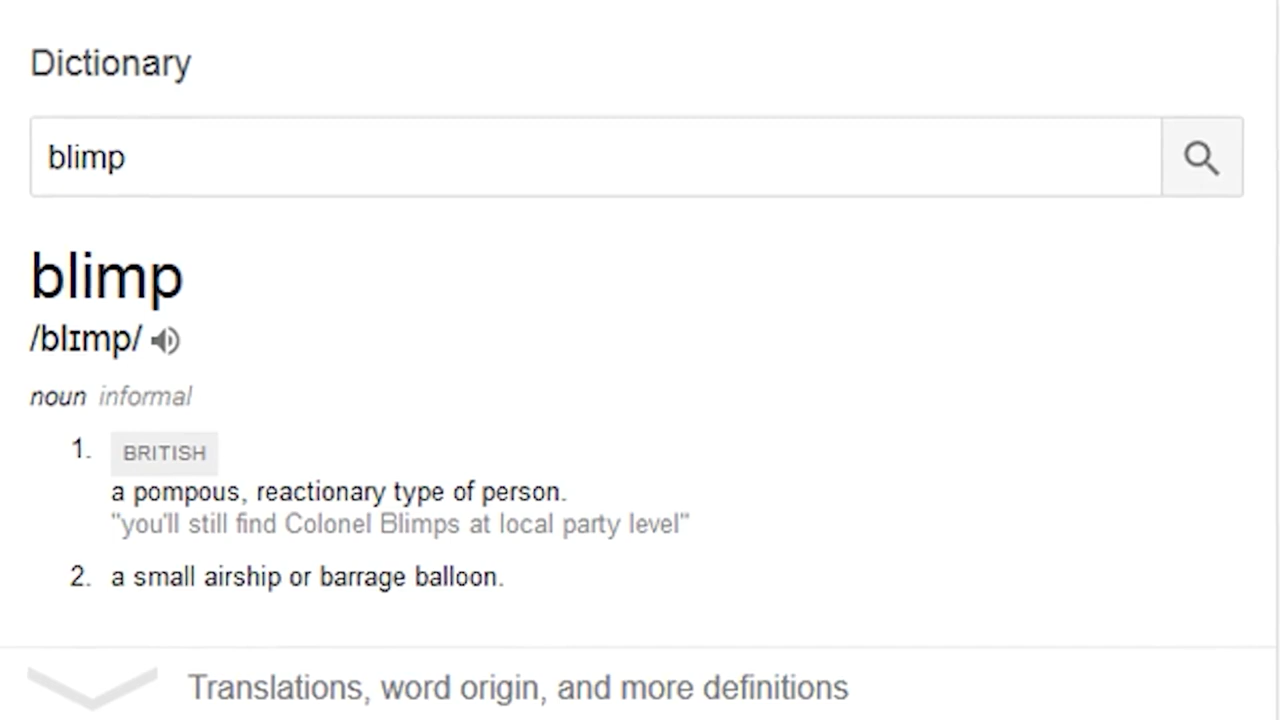 Dictionary
blimp
blimp
/blɪmp/
noun informal
1. BRITISH
a pompous, reactionary type of person.
"you'll still find Colonel Blimps at local party level"
2. a small airship or barrage balloon.
Translations, word origin, and more definitions